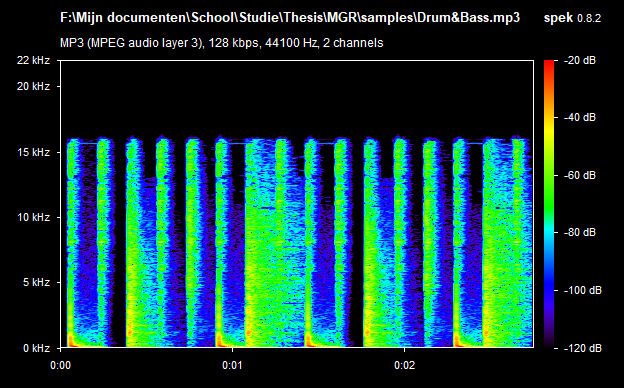 F:\Mijn documenten\School\Studie\Thesis\MGR\samples\Drum&Bass.mp3 spek 0.8.2
MP3 (MPEG audio layer 3), 128 kbps, 44100 Hz, 2 channels
22 kHz
20 kHz
15 kHz
10 kHz
5 kHz
0 kHz
0:00
0:01
0:02
-20 dB
-40 dB
-60 dB
-80 dB
-100 dB
-120 dB